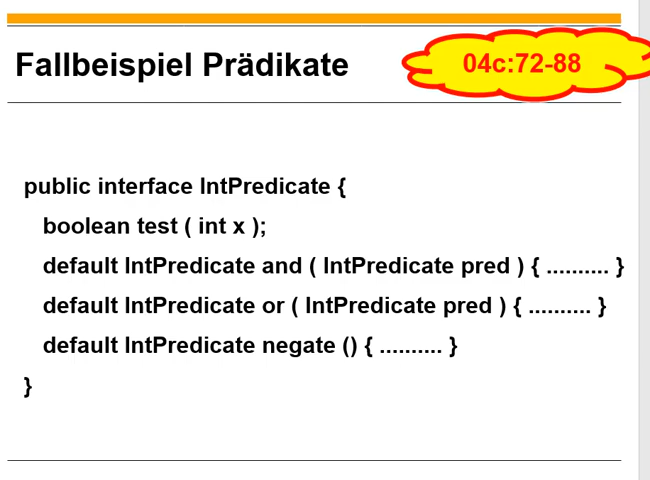 Fallbeispiel Prädikate
04c:72-88
public interface IntPredicate {
boolean test ( int x );
default IntPredicate and ( IntPredicate pred ) { .......... }
default IntPredicate or ( IntPredicate pred ) { .......... }
default IntPredicate negate () { .......... }
}